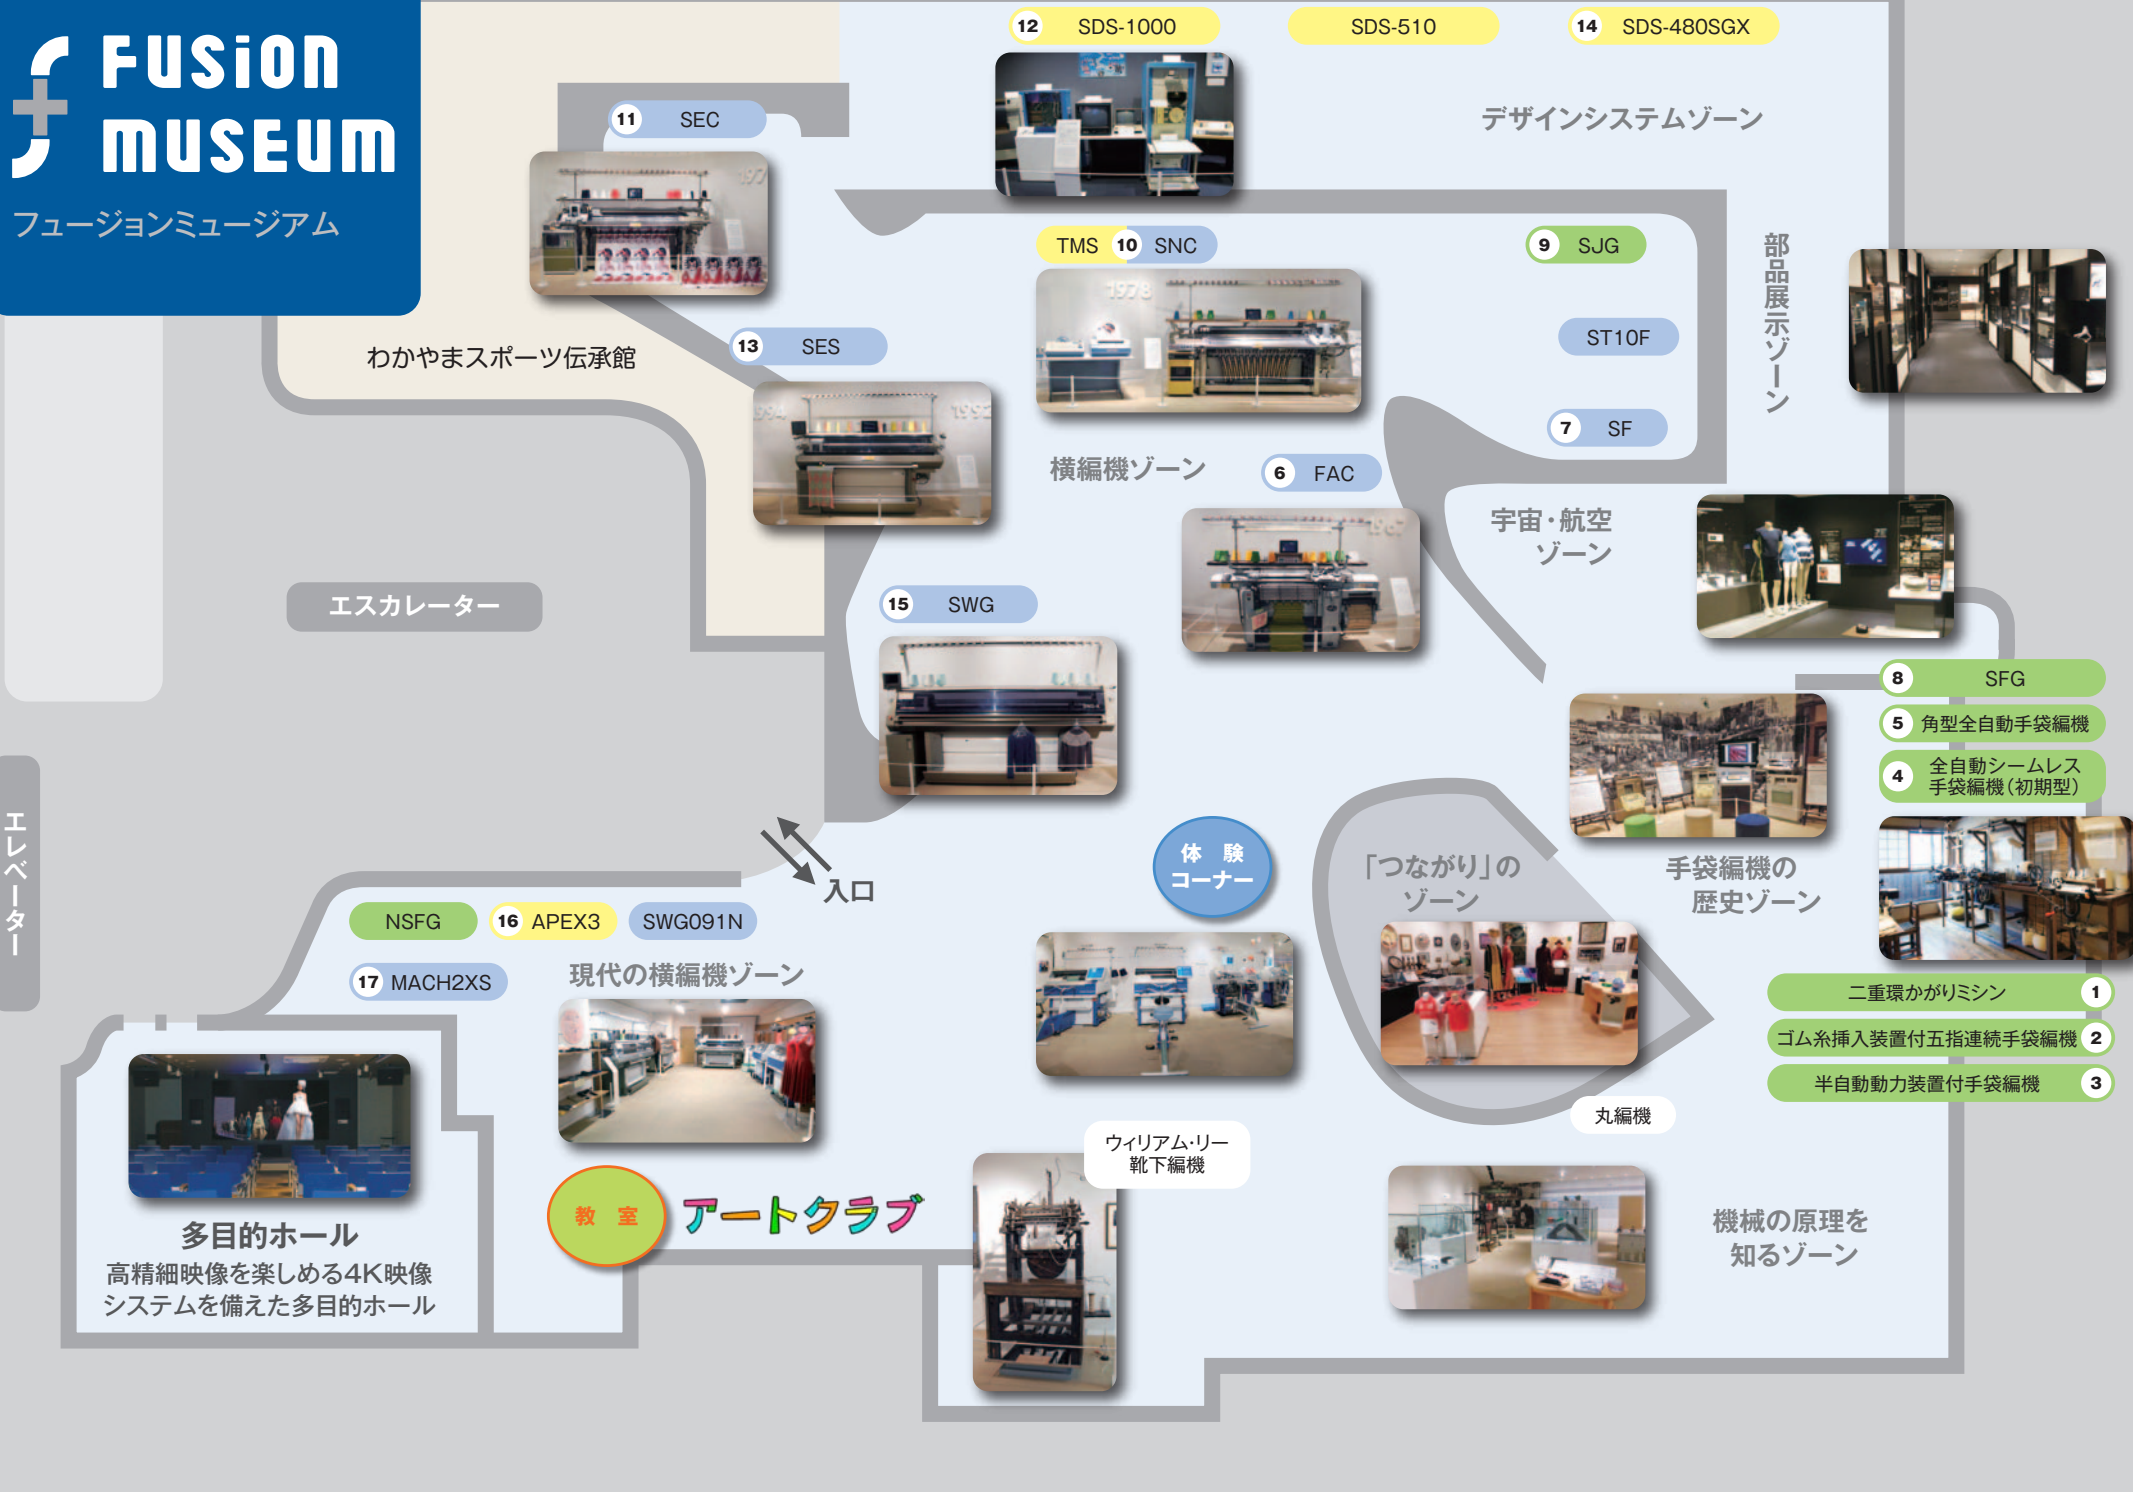 FUSION
MUSEUM
フュージョンミュージアム
12 SDS-1000
SDS-510
14 SDS-480SGX
デザインシステムゾーン
11 SEC
TMS 10 SNC
9 SJG
部品展示ゾーン
ST10F
13 SES
わかやまスポーツ伝承館
1978
7 SF
横編機ゾーン
6 FAC
1994
1992
1967
宇宙・航空
ゾーン
エスカレーター
15 SWG
8 SFG
5 角型全自動手袋編機
4 全自動シームレス
手袋編機(初期型)
エレベーター
入口
体 験
コーナー
「つながり」の
ゾーン
手袋編機の
歴史ゾーン
NSFG
16 APEX3
SWG091N
17 MACH2XS
現代の横編機ゾーン
二重環かがりミシン 1
ゴム糸挿入装置付五指連続手袋編機 2
半自動動力装置付手袋編機 3
丸編機
ウィリアム・リー
靴下編機
教 室
アートクラブ
多目的ホール
高精細映像を楽しめる4K映像
システムを備えた多目的ホール
機械の原理を
知るゾーン